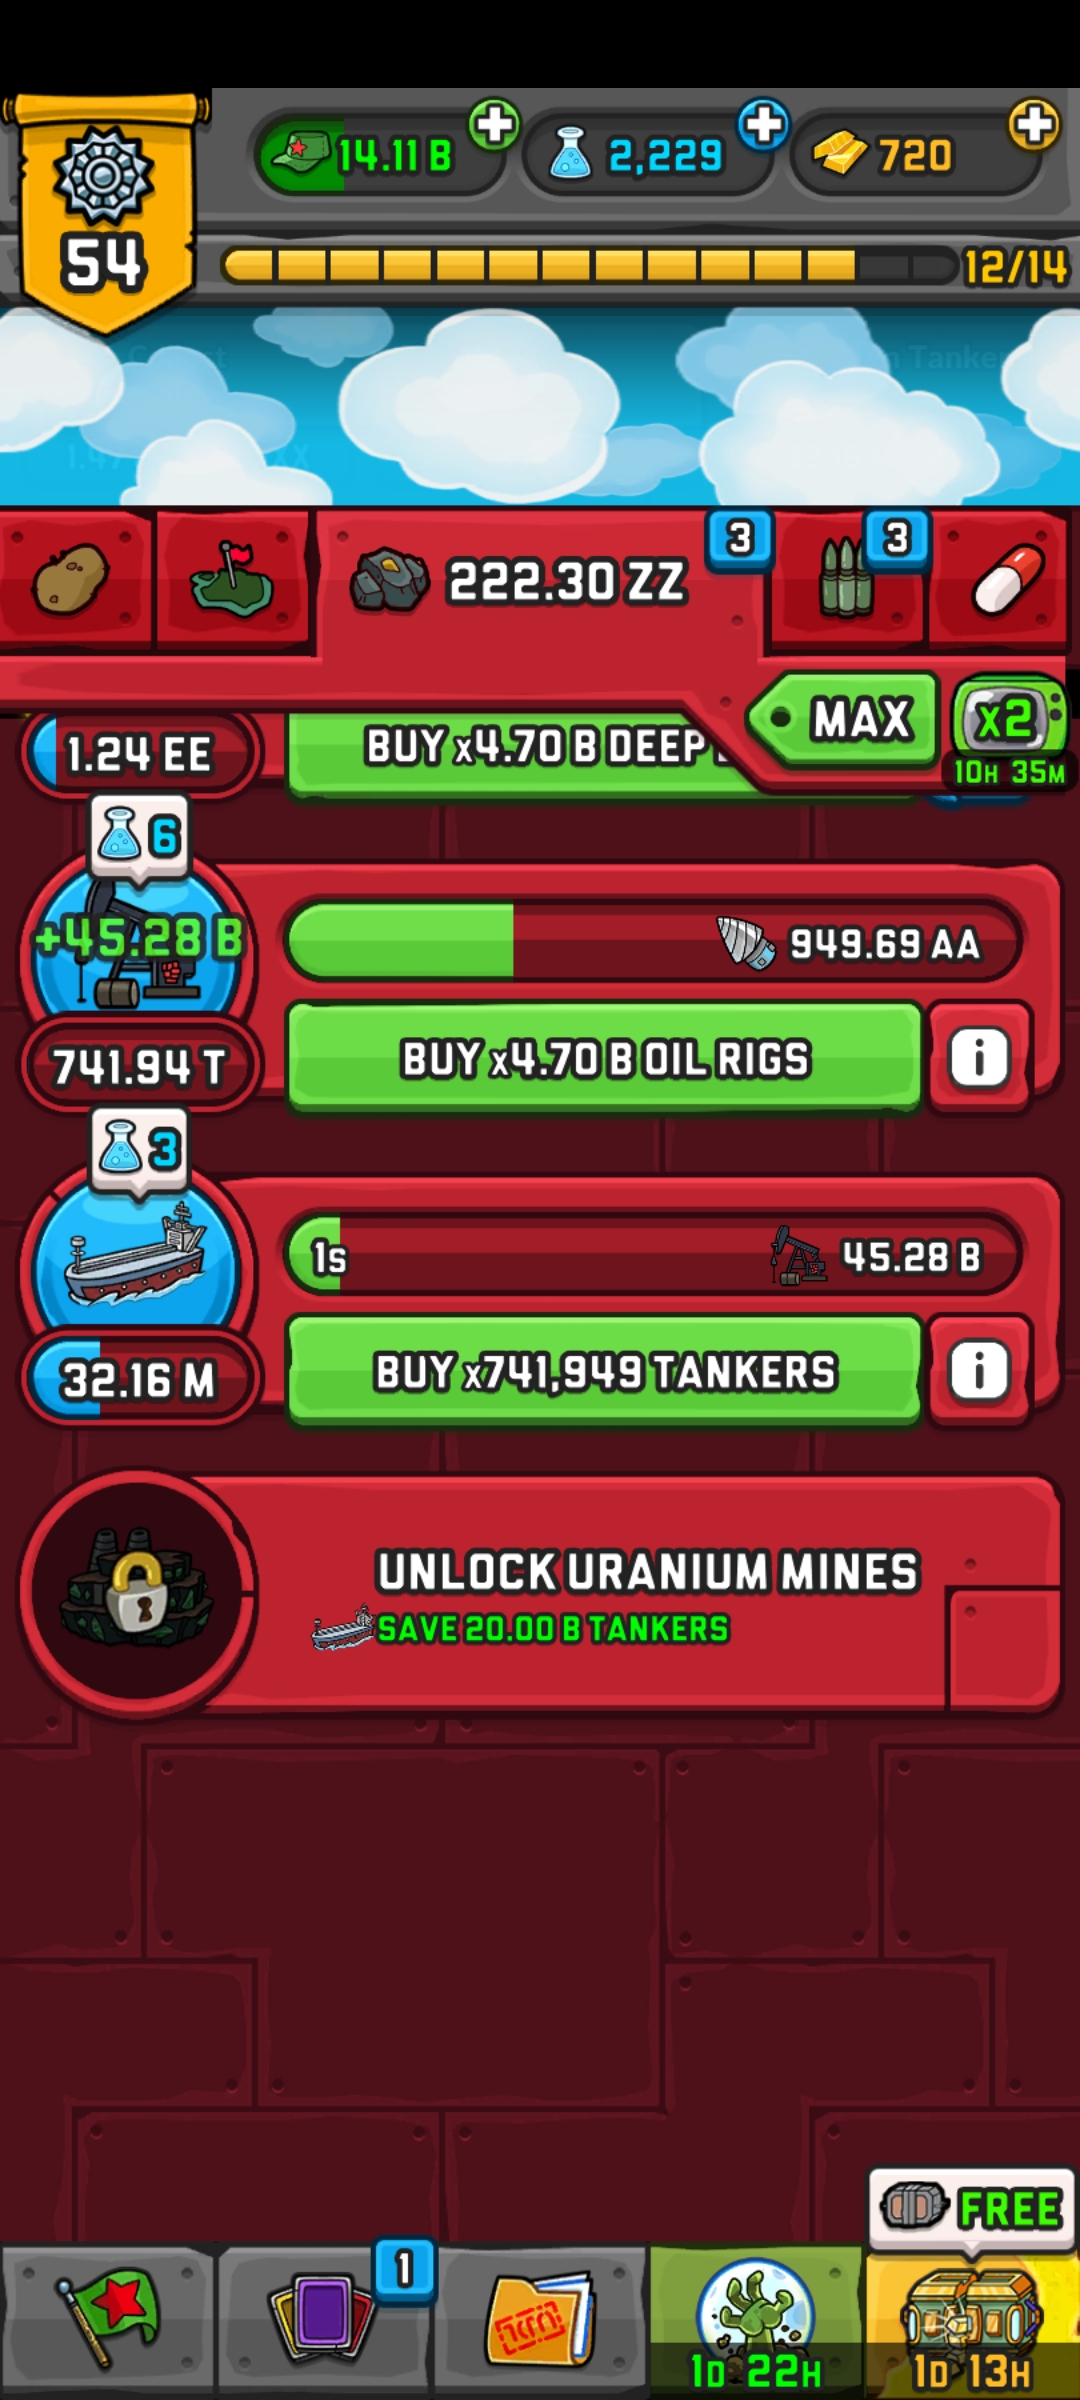 54
14.11 B
2,229
720
12/14
222.30 ZZ
3
3
MAX
x2
10H 35M
1.24 EE
BUY x4.70 B DEEP
6
+45.28 B
949.69 AA
741.94 T
BUY x4.70 B OIL RIGS
i
3
1s
45.28 B
32.16 M
BUY x741,949 TANKERS
i
UNLOCK URANIUM MINES
SAVE 20.00 B TANKERS
FREE
1
1D 22H
1D 13H